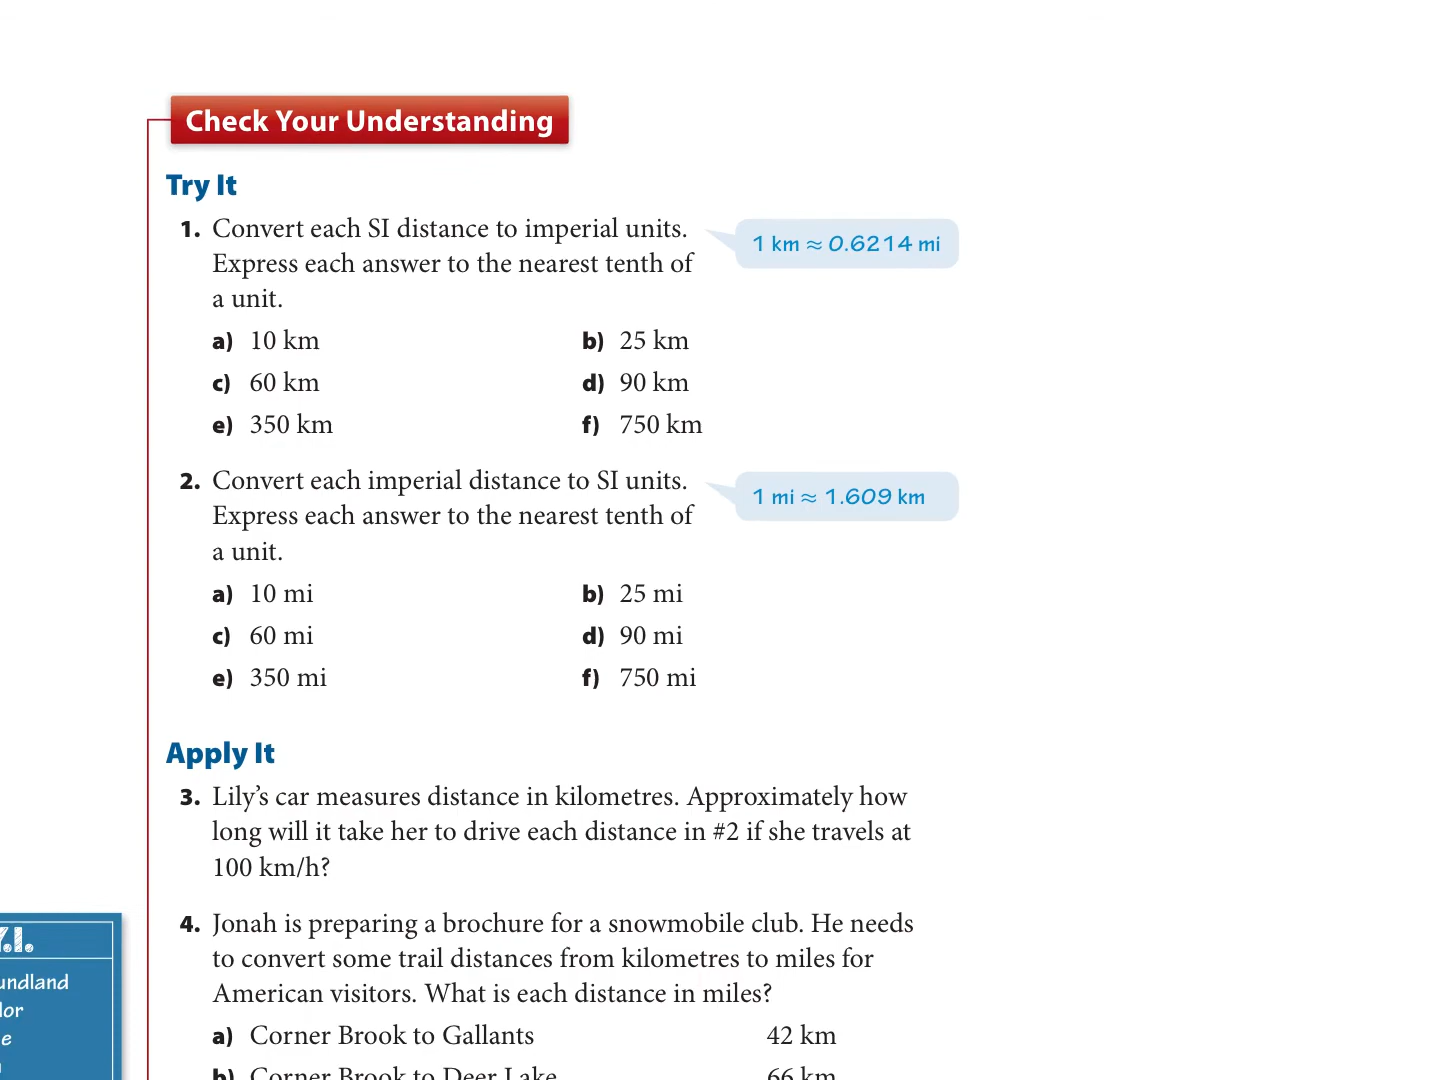 Check Your Understanding
Try It
1. Convert each SI distance to imperial units.
Express each answer to the nearest tenth of
a unit.
1 km ≈ 0.6214 mi
a) 10 km b) 25 km
c) 60 km d) 90 km
e) 350 km f) 750 km
2. Convert each imperial distance to SI units.
Express each answer to the nearest tenth of
a unit.
1 mi ≈ 1.609 km
a) 10 mi b) 25 mi
c) 60 mi d) 90 mi
e) 350 mi f) 750 mi
Apply It
3. Lily's car measures distance in kilometres. Approximately how
long will it take her to drive each distance in #2 if she travels at
100 km/h?
4. Jonah is preparing a brochure for a snowmobile club. He needs
to convert some trail distances from kilometres to miles for
American visitors. What is each distance in miles?
a) Corner Brook to Gallants 42 km
b) Corner Brook to Deer Lake 66 km